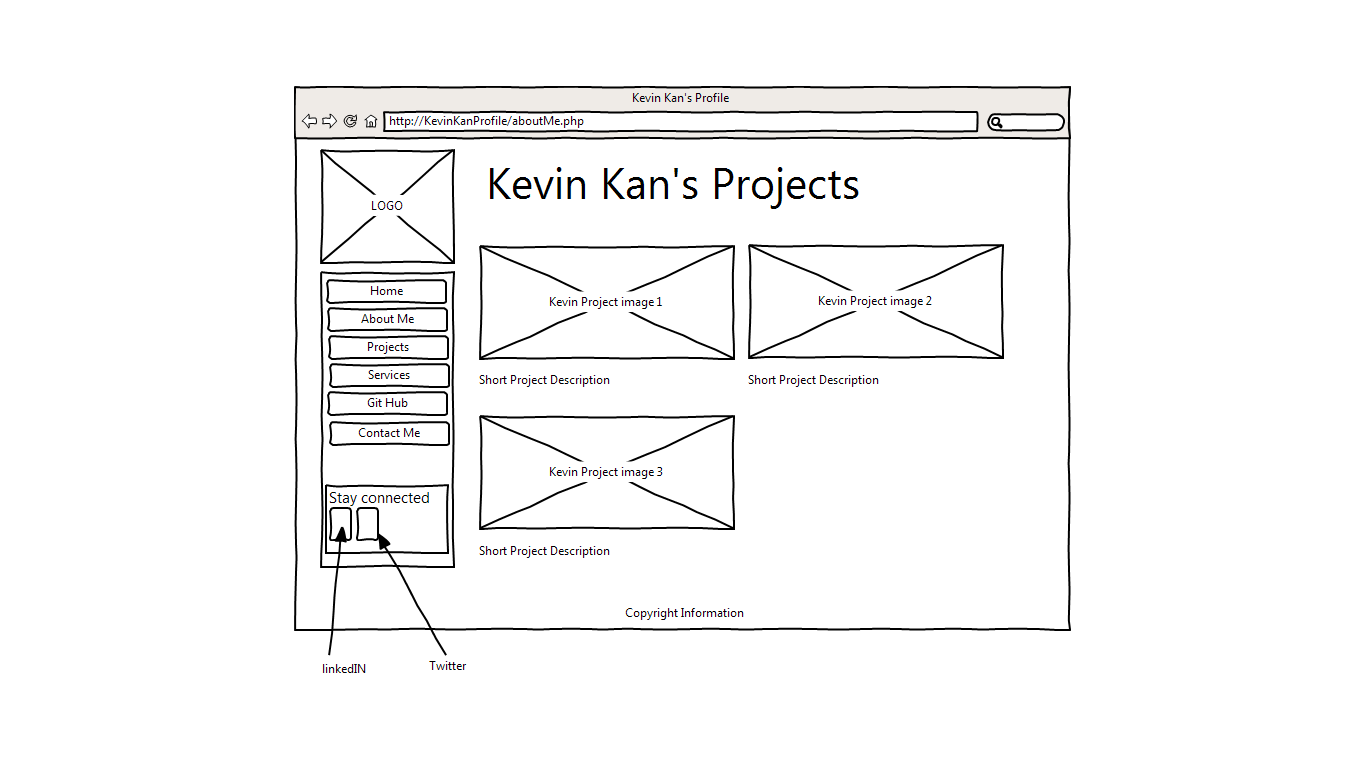 Kevin Kan's Profile
http://KevinKanProfile/aboutMe.php
LOGO
Kevin Kan's Projects
Home
About Me
Projects
Services
Git Hub
Contact Me
Stay connected
Kevin Project image 1
Kevin Project image 2
Short Project Description
Short Project Description
Kevin Project image 3
Short Project Description
Copyright Information
linkedIN
Twitter